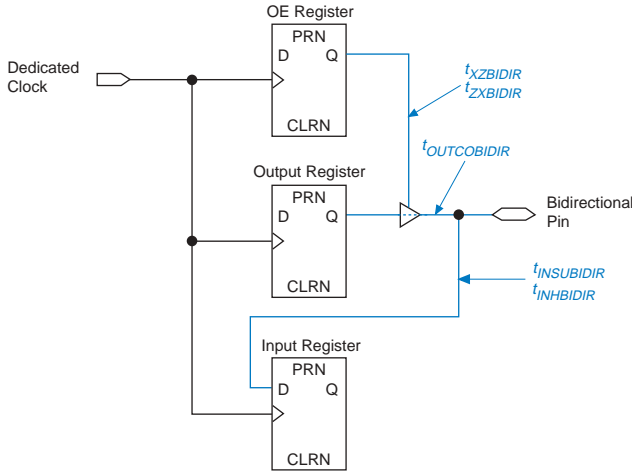 OE Register
PRN
D Q
CLRN
Dedicated
Clock
tXZBIDIR
tZXBIDIR
tOUTCOBIDIR
Output Register
PRN
D Q
CLRN
Bidirectional
Pin
tINSUBIDIR
tINHBIDIR
Input Register
PRN
D Q
CLRN